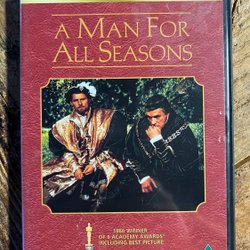 A MAN FOR
ALL SEASONS
1966 WINNER
OF 6 ACADEMY AWARDS®
INCLUDING BEST PICTURE